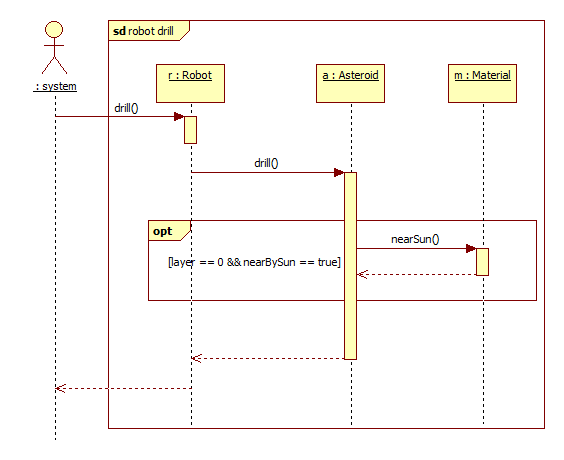 sd robot drill
r : Robot
a : Asteroid
m : Material
: system
drill()
drill()
opt
nearSun()
[layer == 0 && nearBySun == true]